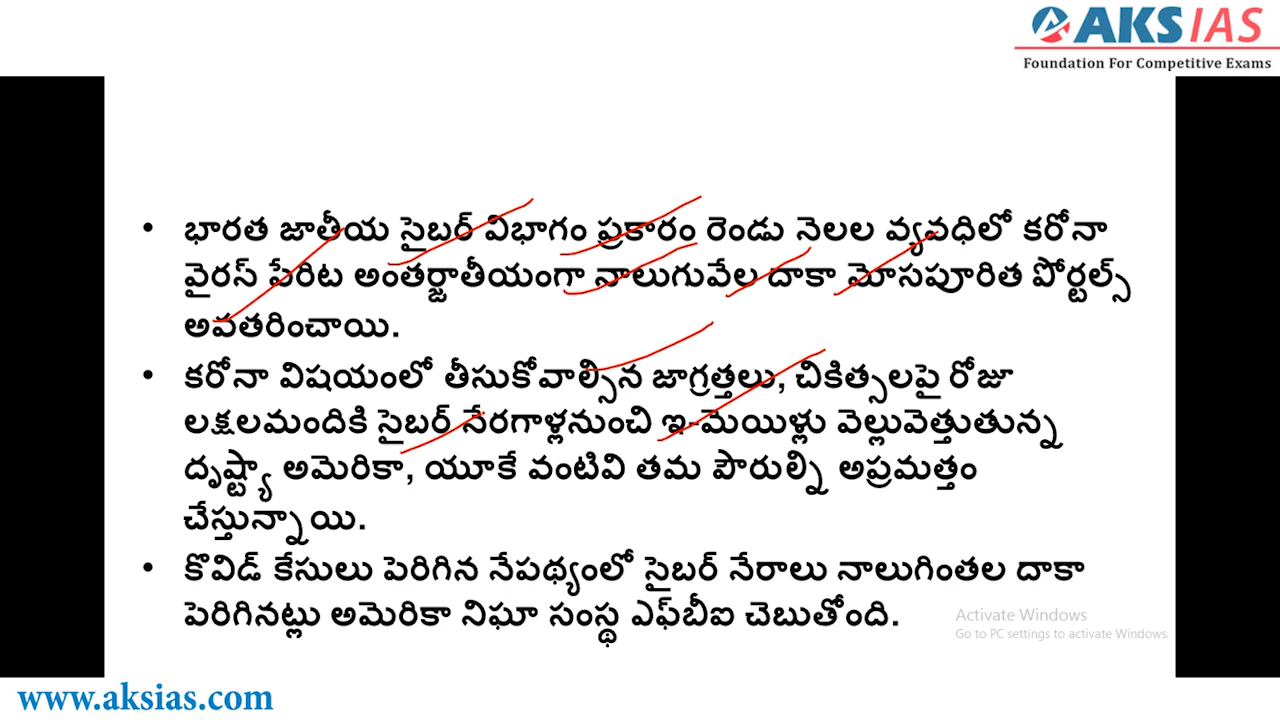 AKS IAS
Foundation For Competitive Exams
• భారత జాతీయ సైబర్ విభాగం ప్రకారం రెండు నెలల వ్యవధిలో కరోనా
వైరస్ పేరిట అంతర్జాతీయంగా నాలుగువేల దాకా మోసపూరిత పోర్టల్స్
అవతరించాయి.
• కరోనా విషయంలో తీసుకోవాల్సిన జాగ్రత్తలు, చికిత్సలపై రోజూ
లక్షలమందికి సైబర్ నేరగాళ్లనుంచి ఇ-మెయిళ్లు వెల్లువెత్తుతున్న
దృష్ట్యా అమెరికా, యూకే వంటివి తమ పౌరుల్ని అప్రమత్తం
చేస్తున్నాయి.
• కొవిడ్ కేసులు పెరిగిన నేపథ్యంలో సైబర్ నేరాలు నాలుగింతల దాకా
పెరిగినట్లు అమెరికా నిఘా సంస్థ ఎఫ్‌బీఐ చెబుతోంది.
Activate Windows
Go to PC settings to activate Windows.
www.aksias.com